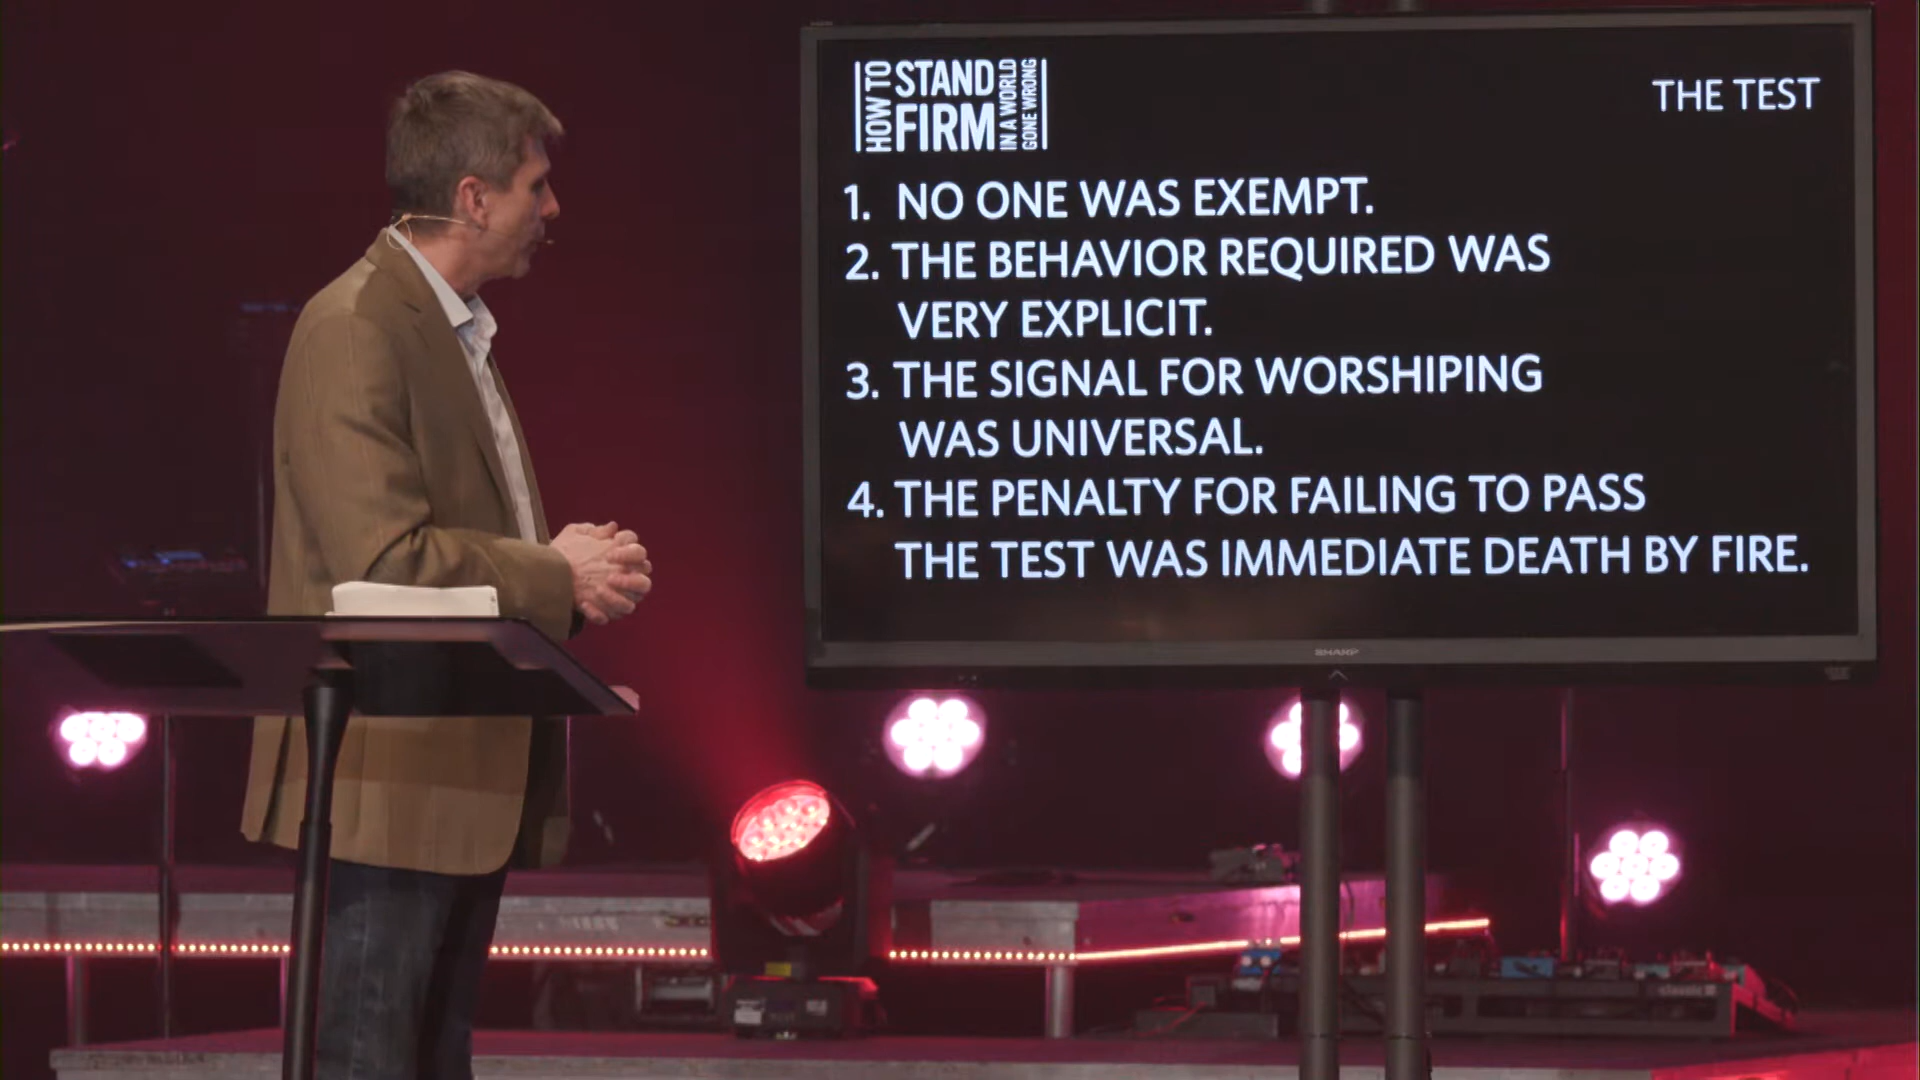 HOW TO
STAND
FIRM
IN A WORLD
GONE WRONG
THE TEST
1. NO ONE WAS EXEMPT.
2. THE BEHAVIOR REQUIRED WAS
VERY EXPLICIT.
3. THE SIGNAL FOR WORSHIPING
WAS UNIVERSAL.
4. THE PENALTY FOR FAILING TO PASS
THE TEST WAS IMMEDIATE DEATH BY FIRE.
SHARP
classic